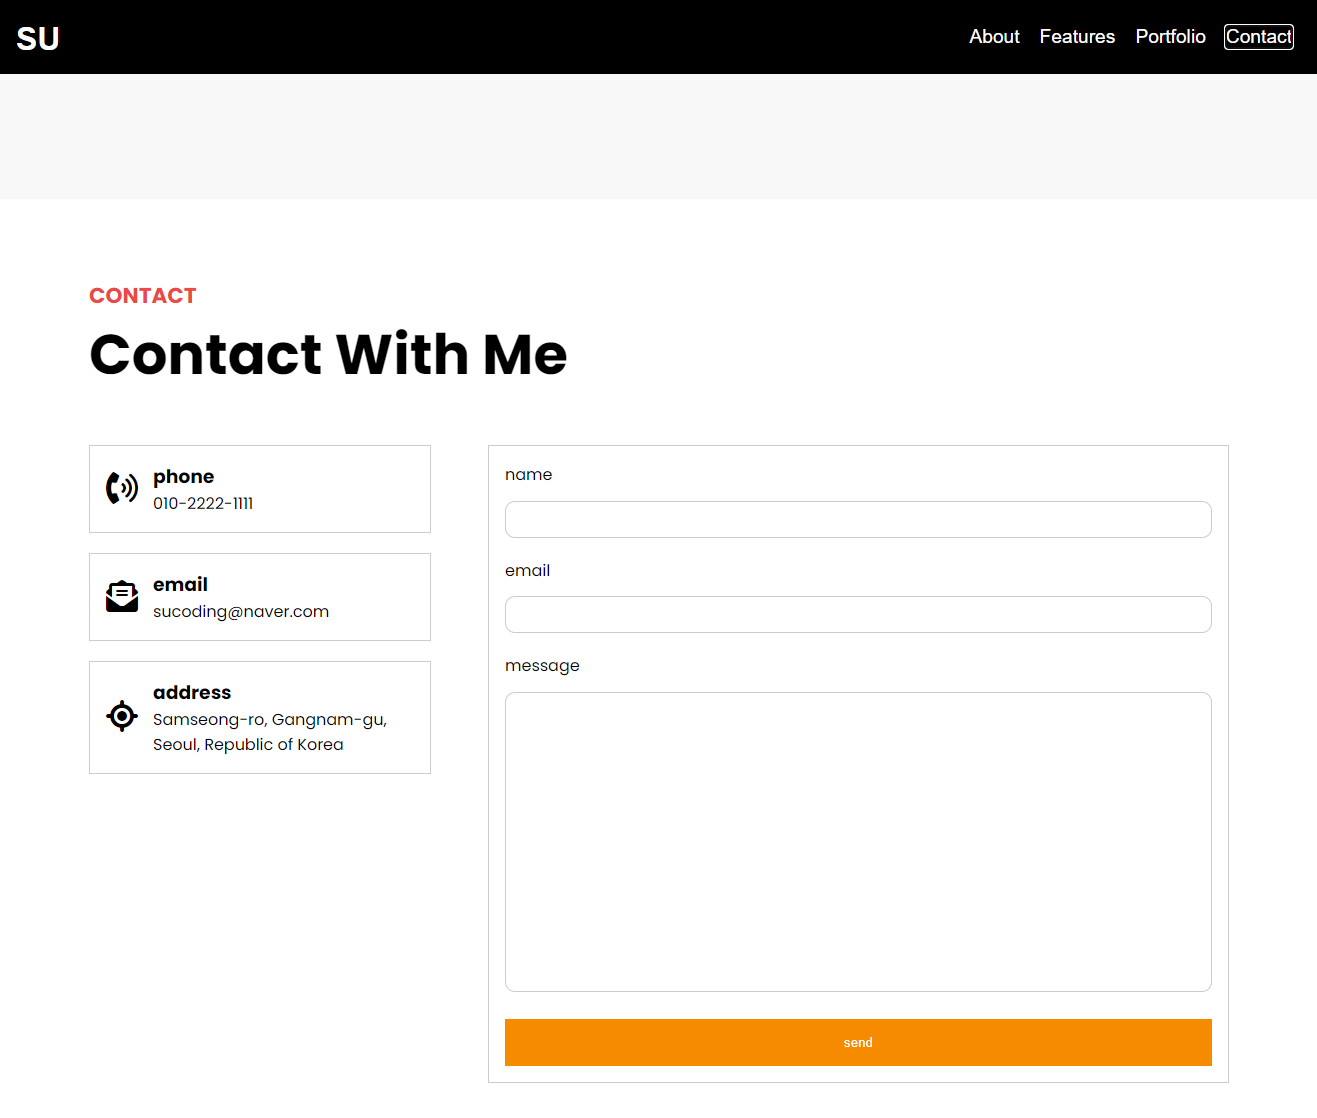 SU
About Features Portfolio Contact
CONTACT
Contact With Me
phone
010-2222-1111
email
sucoding@naver.com
address
Samseong-ro, Gangnam-gu,
Seoul, Republic of Korea
name
email
message
send